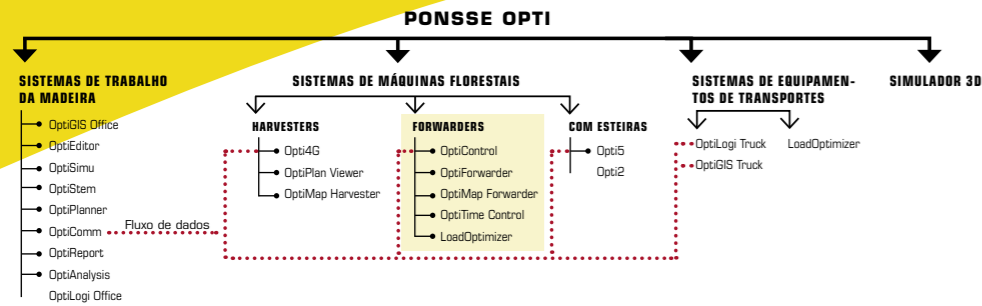 PONSSE OPTI
SISTEMAS DE TRABALHO
DA MADEIRA
OptiGIS Office
OptiEditor
OptiSimu
OptiStem
OptiPlanner
OptiComm
OptiReport
OptiAnalysis
OptiLogi Office
Fluxo de dados
SISTEMAS DE MÁQUINAS FLORESTAIS
HARVESTERS
Opti4G
OptiPlan Viewer
OptiMap Harvester
FORWARDERS
OptiControl
OptiForwarder
OptiMap Forwarder
OptiTime Control
LoadOptimizer
COM ESTEIRAS
Opti5
Opti2
SISTEMAS DE EQUIPAMEN-
TOS DE TRANSPORTES
OptiLogi Truck
OptiGIS Truck
LoadOptimizer
SIMULADOR 3D